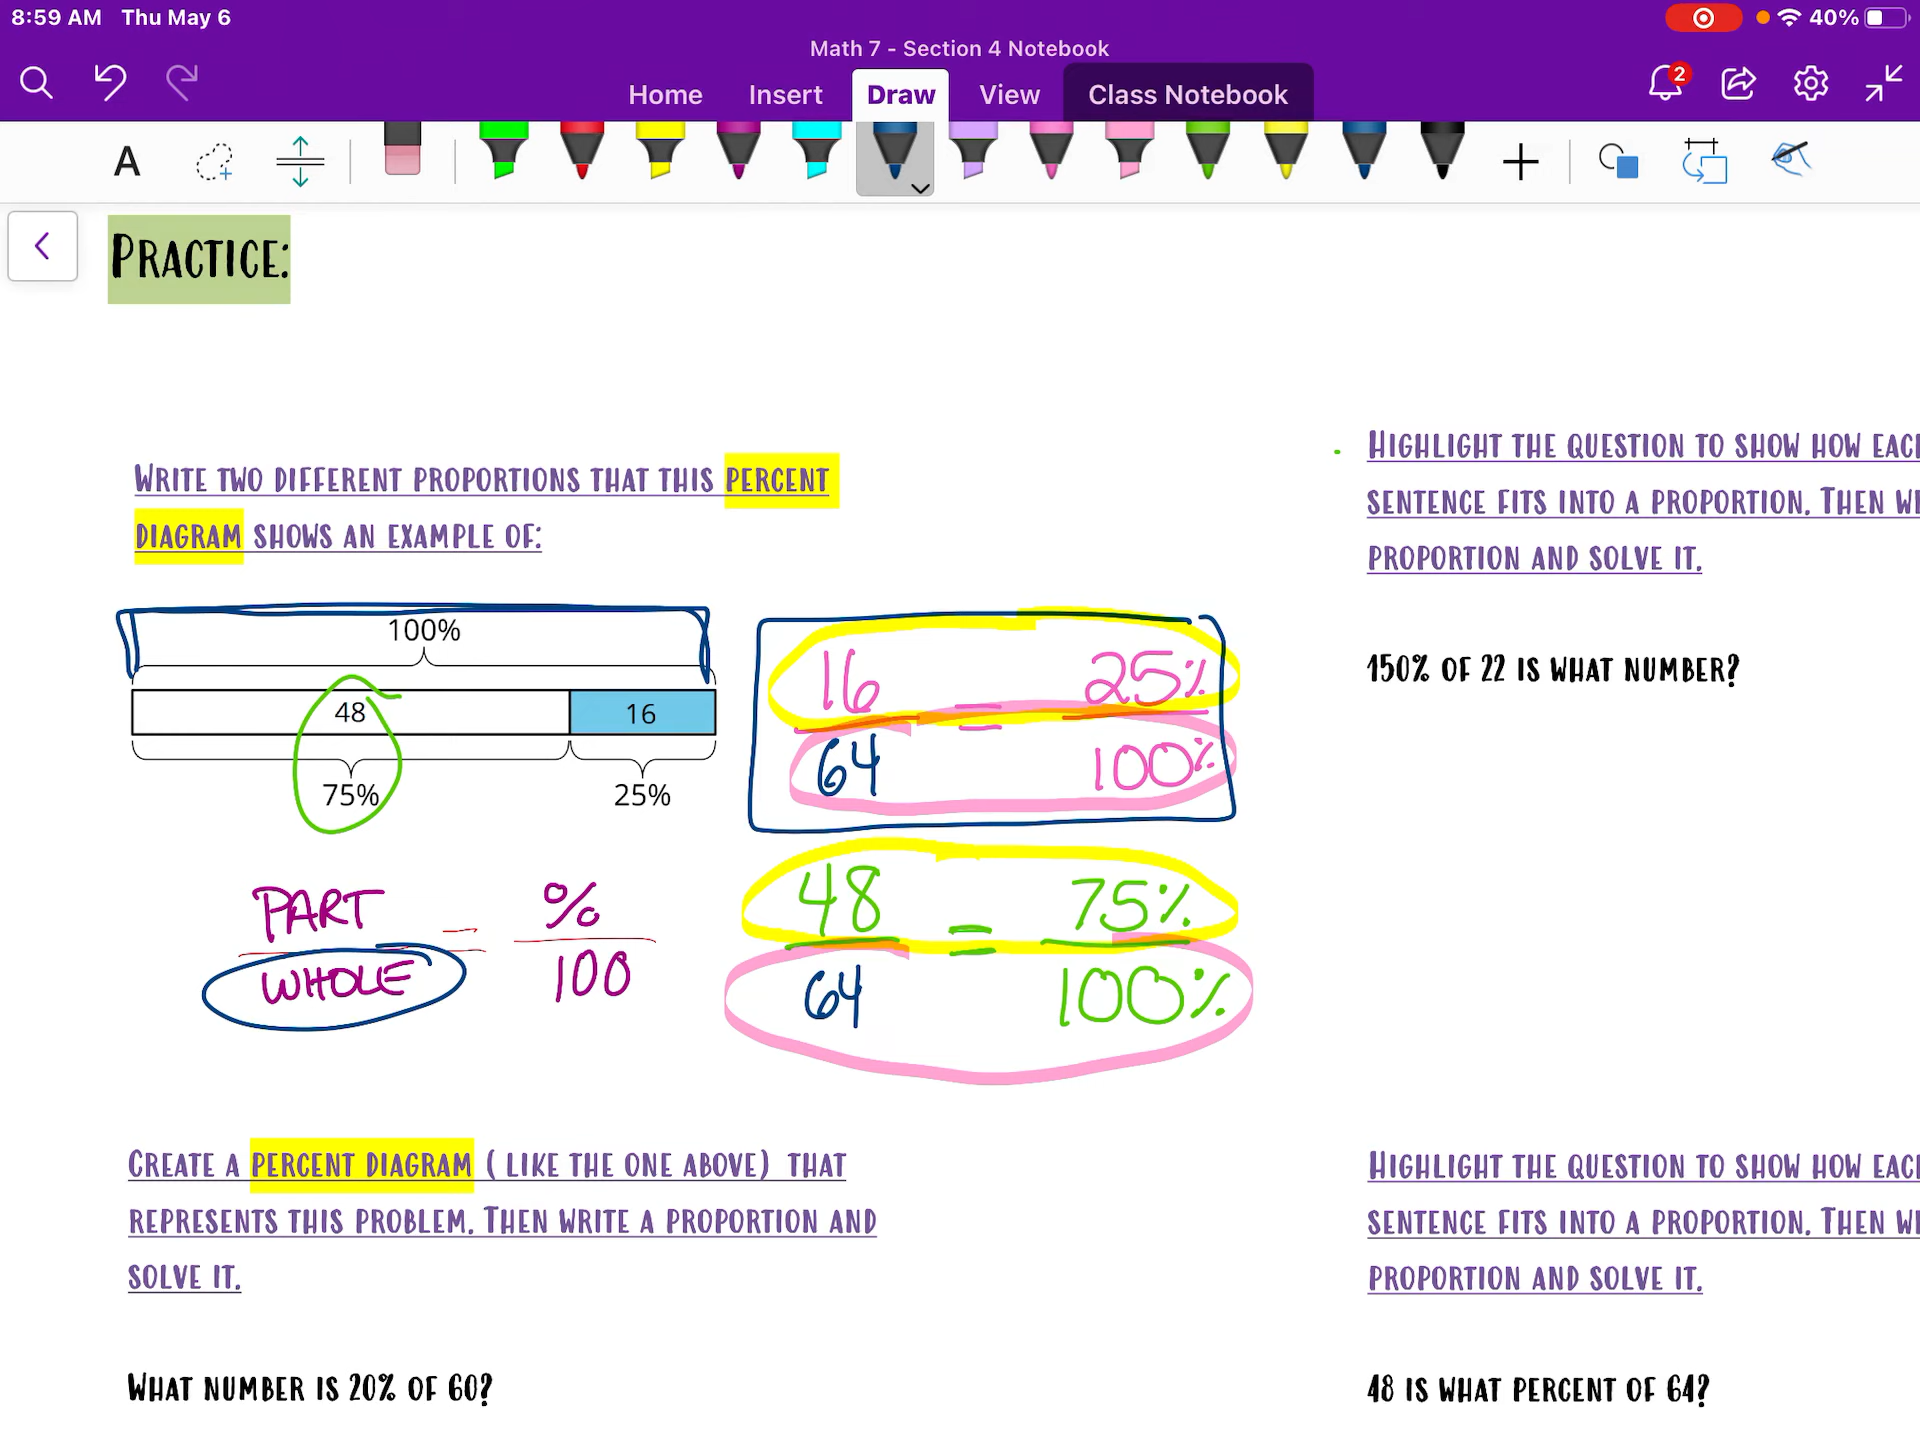 8:59 AM Thu May 6
40%
Math 7 - Section 4 Notebook
2
Home Insert Draw View Class Notebook
A
PRACTICE:
WRITE TWO DIFFERENT PROPORTIONS THAT THIS PERCENT
DIAGRAM SHOWS AN EXAMPLE OF:
100%
48 16
75% 25%
16 = 25%
64 100%
PART = %
WHOLE 100
48 = 75%
64 100%
HIGHLIGHT THE QUESTION TO SHOW HOW EAC
SENTENCE FITS INTO A PROPORTION. THEN W
PROPORTION AND SOLVE IT.
150% OF 22 IS WHAT NUMBER?
CREATE A PERCENT DIAGRAM ( LIKE THE ONE ABOVE) THAT
REPRESENTS THIS PROBLEM. THEN WRITE A PROPORTION AND
SOLVE IT.
WHAT NUMBER IS 20% OF 60?
HIGHLIGHT THE QUESTION TO SHOW HOW EAC
SENTENCE FITS INTO A PROPORTION. THEN W
PROPORTION AND SOLVE IT.
48 IS WHAT PERCENT OF 64?